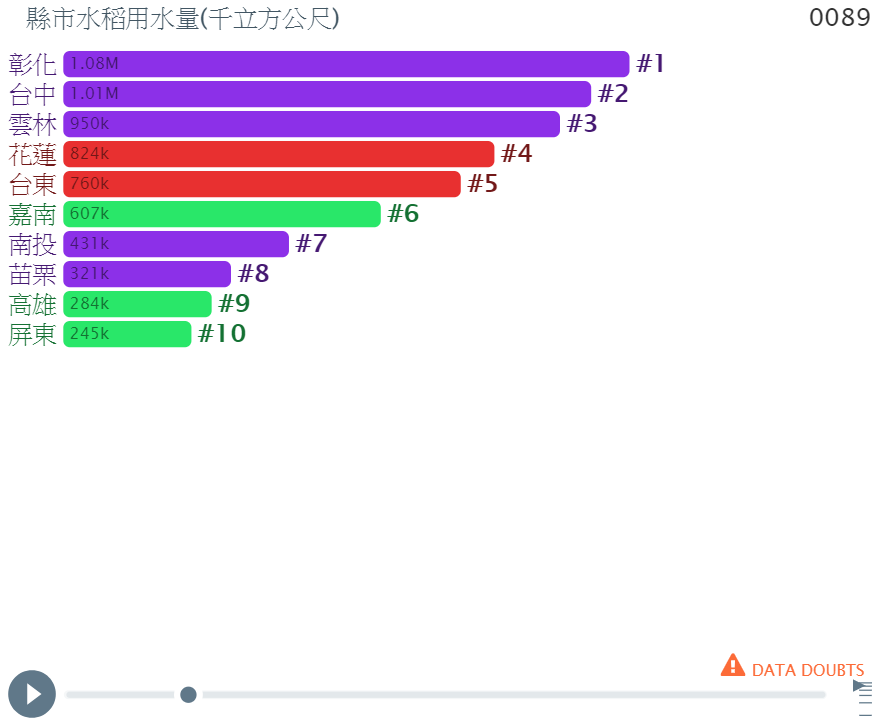 縣市水稻用水量(千立方公尺)
0089
彰化 1.08M #1
台中 1.01M #2
雲林 950k #3
花蓮 824k #4
台東 760k #5
嘉南 607k #6
南投 431k #7
苗栗 321k #8
高雄 284k #9
屏東 245k #10
DATA DOUBTS